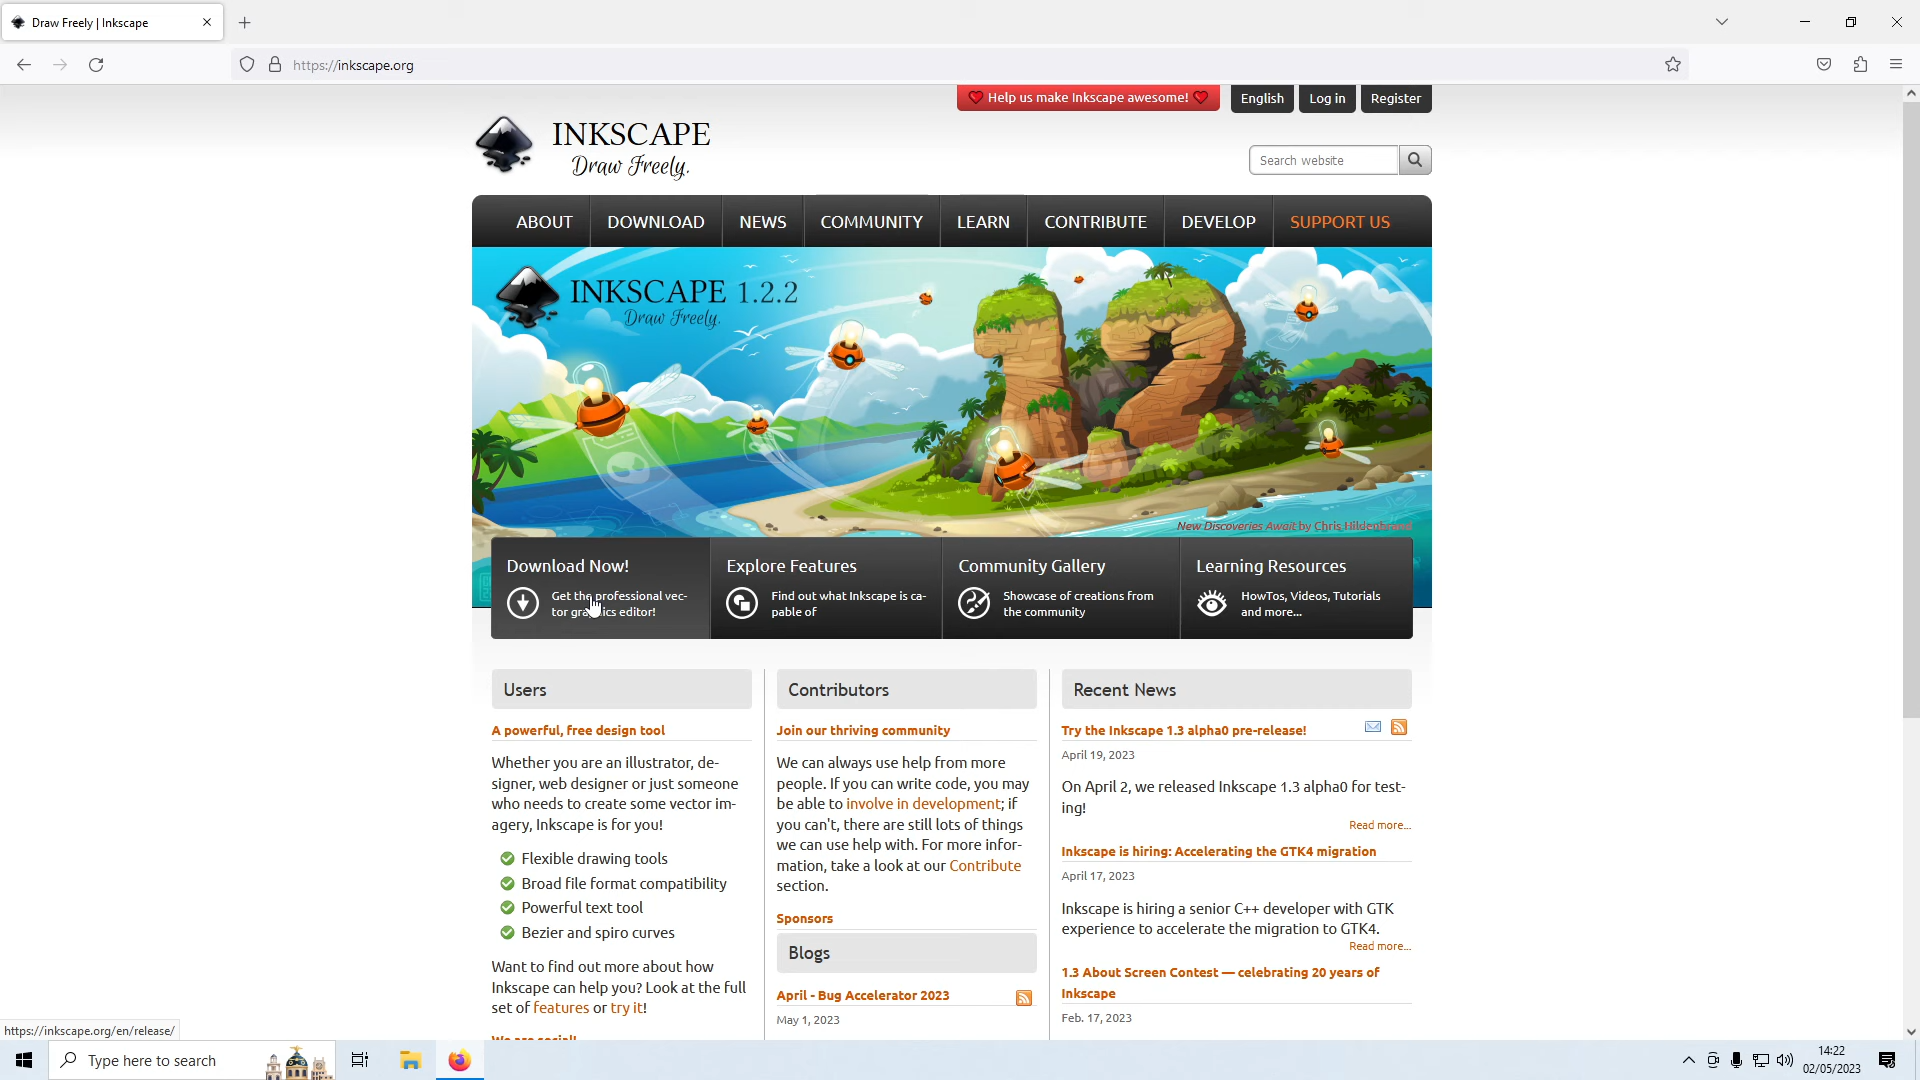 Draw Freely | Inkscape
https://inkscape.org
Help us make Inkscape awesome!
English
Log in
Register
INKSCAPE
Draw Freely.
Search website
ABOUT
DOWNLOAD
NEWS
COMMUNITY
LEARN
CONTRIBUTE
DEVELOP
SUPPORT US
INKSCAPE 1.2.2
Draw Freely.
New Discoveries Await by Chris Hildenbrand
Download Now!
Get the professional vec-
tor graphics editor!
Explore Features
Find out what Inkscape is ca-
pable of
Community Gallery
Showcase of creations from
the community
Learning Resources
HowTos, Videos, Tutorials
and more...
Users
A powerful, free design tool
Whether you are an illustrator, de-
signer, web designer or just someone
who needs to create some vector im-
agery, Inkscape is for you!
Flexible drawing tools
Broad file format compatibility
Powerful text tool
Bezier and spiro curves
Want to find out more about how
Inkscape can help you? Look at the full
set of features or try it!
We are social!
Contributors
Join our thriving community
We can always use help from more
people. If you can write code, you may
be able to involve in development; if
you can't, there are still lots of things
we can use help with. For more infor-
mation, take a look at our Contribute
section.
Sponsors
Blogs
April - Bug Accelerator 2023
May 1, 2023
Recent News
Try the Inkscape 1.3 alpha0 pre-release!
April 19, 2023
On April 2, we released Inkscape 1.3 alpha0 for test-
ing!
Read more...
Inkscape is hiring: Accelerating the GTK4 migration
April 17, 2023
Inkscape is hiring a senior C++ developer with GTK
experience to accelerate the migration to GTK4.
Read more...
1.3 About Screen Contest — celebrating 20 years of
Inkscape
Feb. 17, 2023
https://inkscape.org/en/release/
Type here to search
14:22
02/05/2023